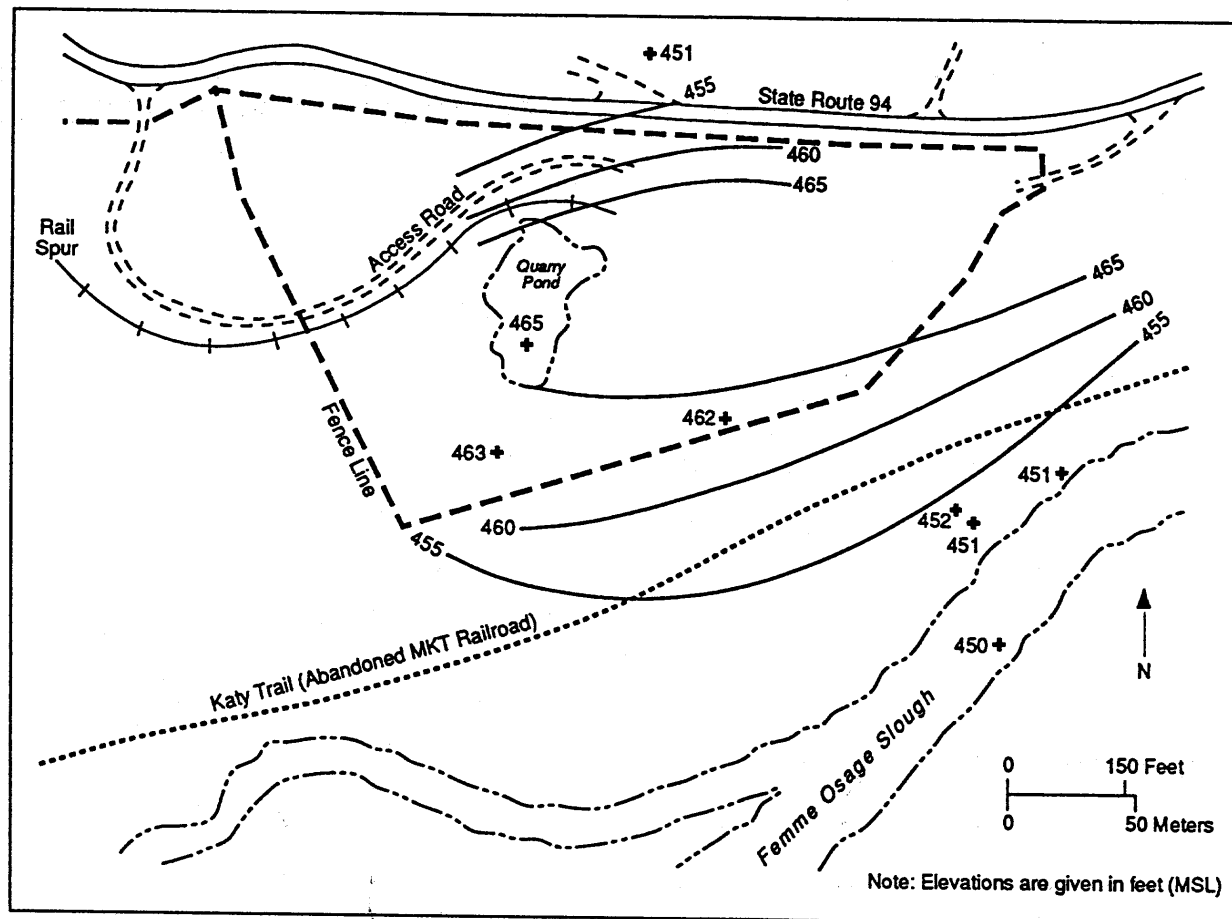 451
455
State Route 94
460
465
Access Road
Rail
Spur
Quarry
Pond
465
465
460
455
Fence Line
462
463
451
452
451
460
455
450
Katy Trail (Abandoned MKT Railroad)
N
Femme Osage Slough
0 150 Feet
0 50 Meters
Note: Elevations are given in feet (MSL)